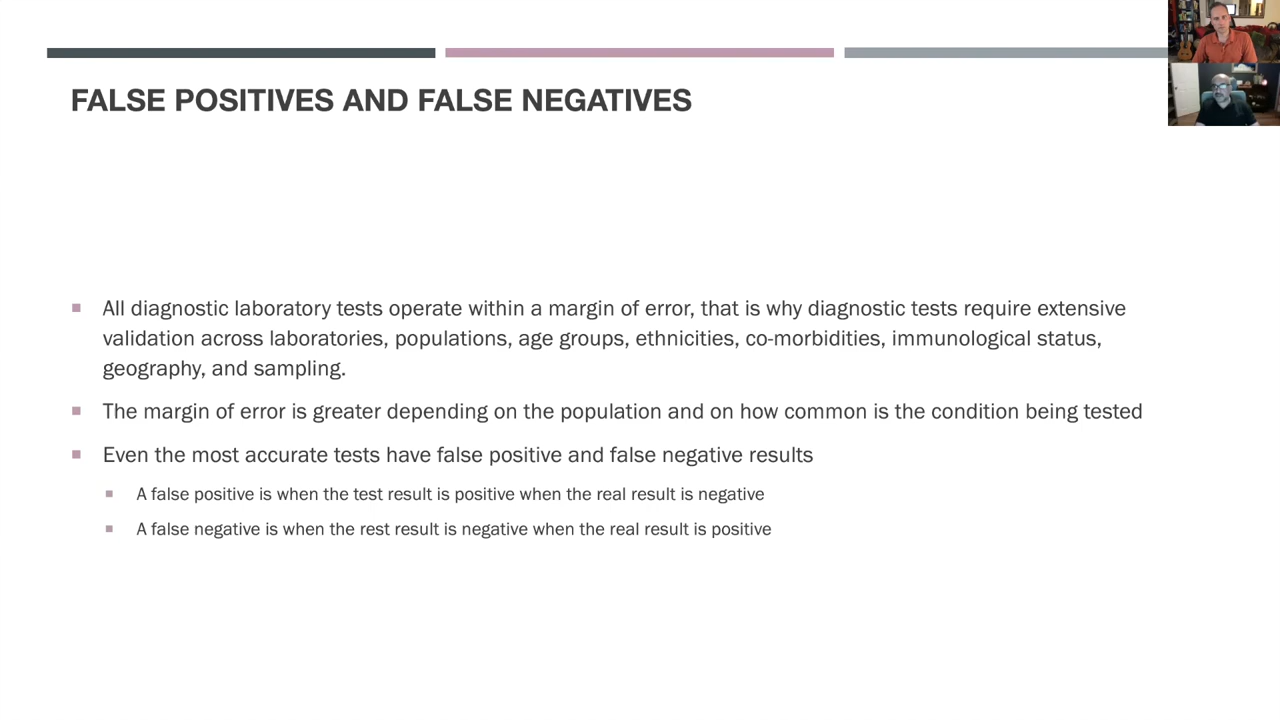 FALSE POSITIVES AND FALSE NEGATIVES
All diagnostic laboratory tests operate within a margin of error, that is why diagnostic tests require extensive
validation across laboratories, populations, age groups, ethnicities, co-morbidities, immunological status,
geography, and sampling.
The margin of error is greater depending on the population and on how common is the condition being tested
Even the most accurate tests have false positive and false negative results
A false positive is when the test result is positive when the real result is negative
A false negative is when the rest result is negative when the real result is positive